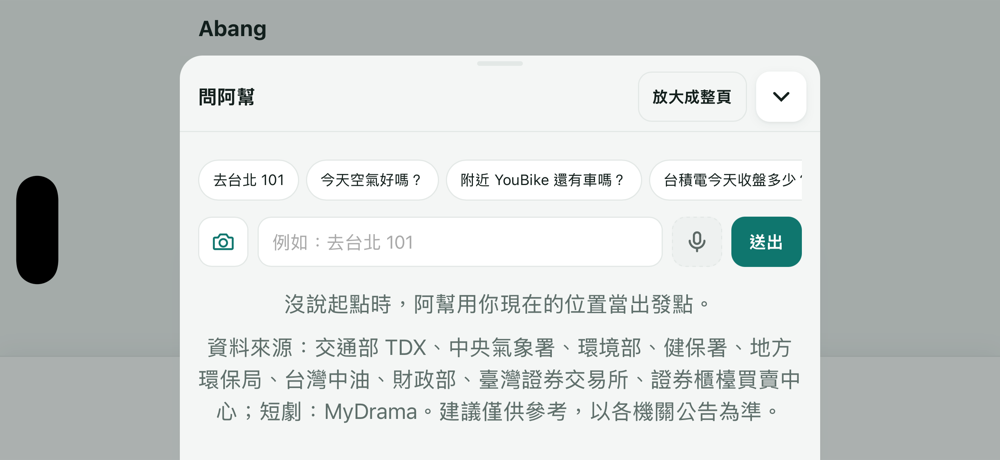 Abang
問阿幫
放大成整頁
去台北 101
今天空氣好嗎？
附近 YouBike 還有車嗎？
台積電今天收盤多少
例如：去台北 101
送出
沒說起點時，阿幫用你現在的位置當出發點。
資料來源：交通部 TDX、中央氣象署、環境部、健保署、地方
環保局、台灣中油、財政部、臺灣證券交易所、證券櫃檯買賣中
心；短劇：MyDrama。建議僅供參考，以各機關公告為準。